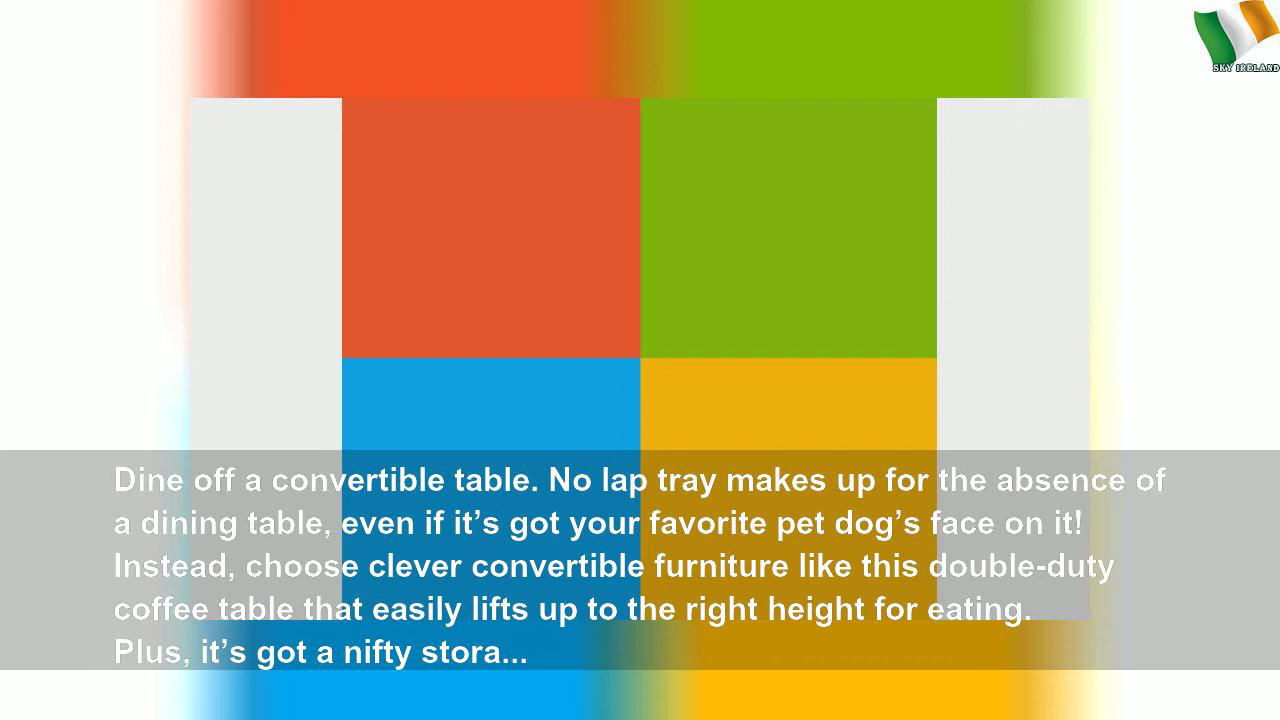 SKY IRELAND
Dine off a convertible table. No lap tray makes up for the absence of
a dining table, even if it’s got your favorite pet dog’s face on it!
Instead, choose clever convertible furniture like this double-duty
coffee table that easily lifts up to the right height for eating.
Plus, it’s got a nifty stora...